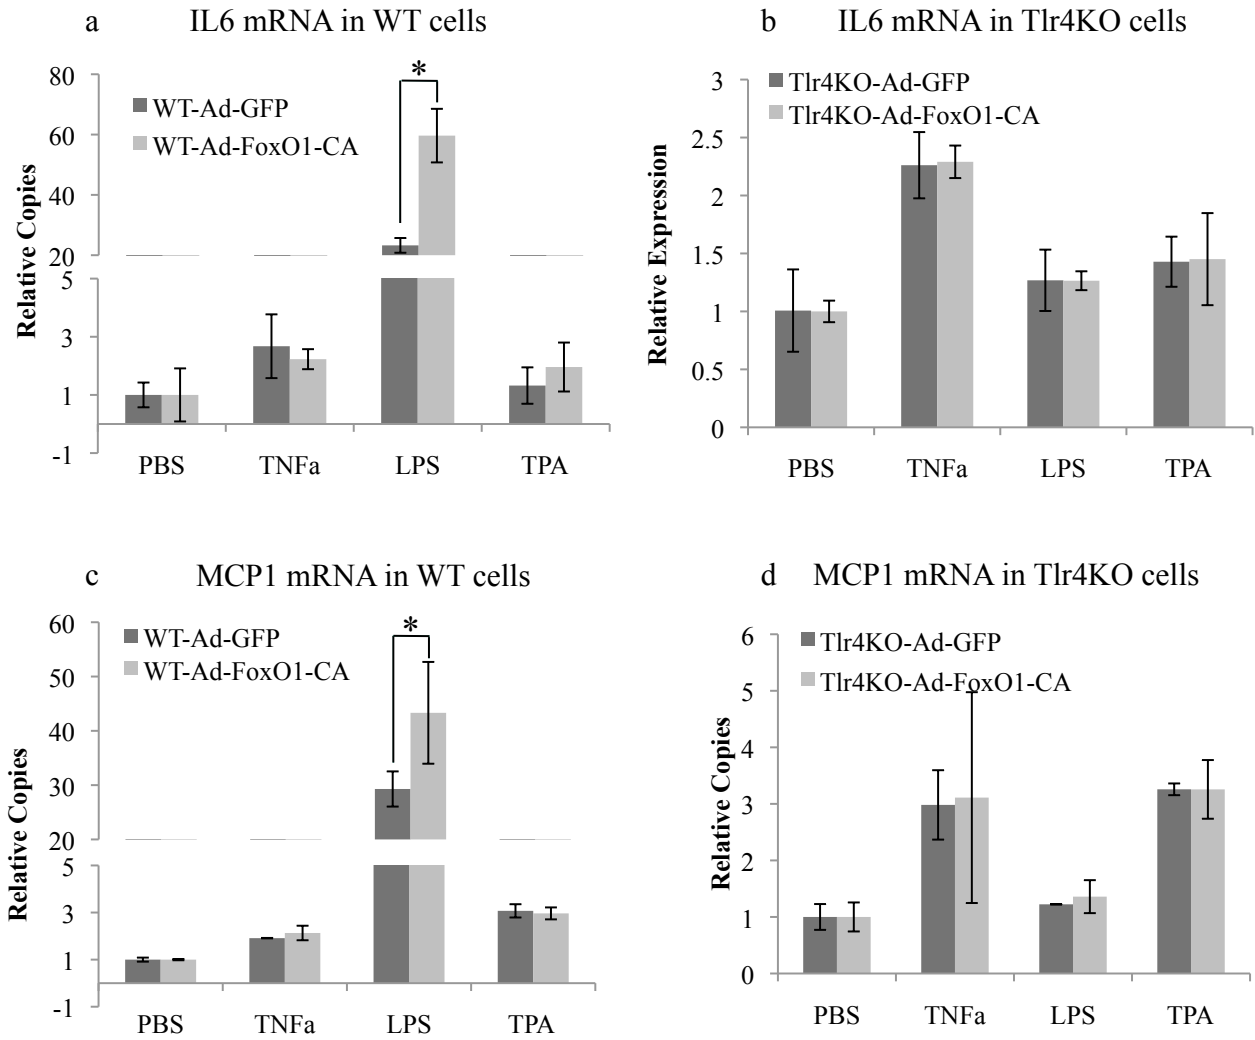 a IL6 mRNA in WT cells
80
60
40
20
5
3
1
-1
Relative Copies
WT-Ad-GFP
WT-Ad-FoxO1-CA
*
PBS TNFa LPS TPA
b IL6 mRNA in Tlr4KO cells
3
2.5
2
1.5
1
0.5
0
Relative Expression
Tlr4KO-Ad-GFP
Tlr4KO-Ad-FoxO1-CA
PBS TNFa LPS TPA
c MCP1 mRNA in WT cells
60
50
40
30
20
5
3
1
-1
Relative Copies
WT-Ad-GFP
WT-Ad-FoxO1-CA
*
PBS TNFa LPS TPA
d MCP1 mRNA in Tlr4KO cells
6
5
4
3
2
1
0
Relative Copies
Tlr4KO-Ad-GFP
Tlr4KO-Ad-FoxO1-CA
PBS TNFa LPS TPA